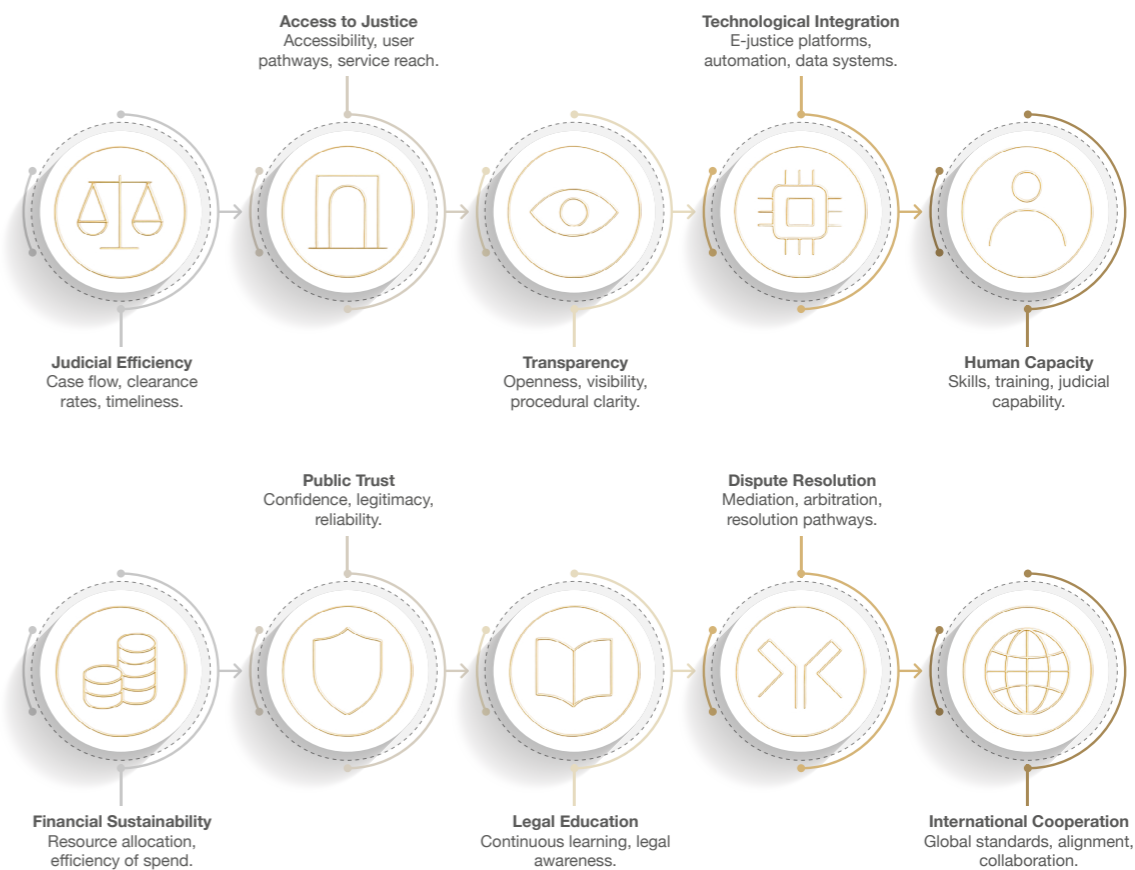 Access to Justice
Accessibility, user
pathways, service reach.
Technological Integration
E-justice platforms,
automation, data systems.
Judicial Efficiency
Case flow, clearance
rates, timeliness.
Transparency
Openness, visibility,
procedural clarity.
Human Capacity
Skills, training, judicial
capability.
Public Trust
Confidence, legitimacy,
reliability.
Dispute Resolution
Mediation, arbitration,
resolution pathways.
Financial Sustainability
Resource allocation,
efficiency of spend.
Legal Education
Continuous learning, legal
awareness.
International Cooperation
Global standards, alignment,
collaboration.